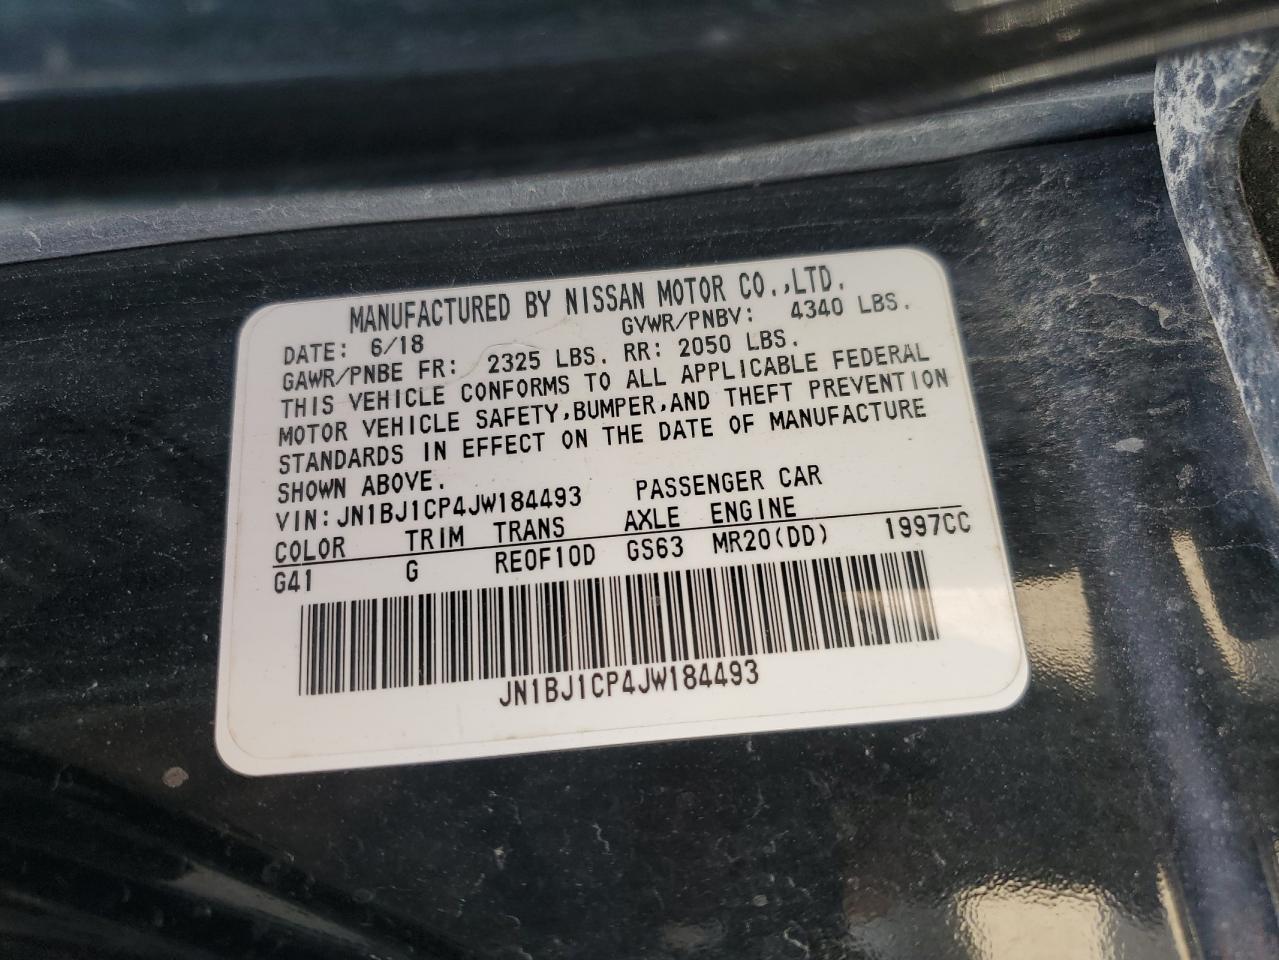 MANUFACTURED BY NISSAN MOTOR CO.,LTD.
DATE: 6/18 GVWR/PNBV: 4340 LBS.
GAWR/PNBE FR: 2325 LBS. RR: 2050 LBS.
THIS VEHICLE CONFORMS TO ALL APPLICABLE FEDERAL
MOTOR VEHICLE SAFETY,BUMPER,AND THEFT PREVENTION
STANDARDS IN EFFECT ON THE DATE OF MANUFACTURE
SHOWN ABOVE.
VIN:JN1BJ1CP4JW184493 PASSENGER CAR
COLOR TRIM TRANS AXLE ENGINE
G41 G RE0F10D GS63 MR20(DD) 1997CC
JN1BJ1CP4JW184493